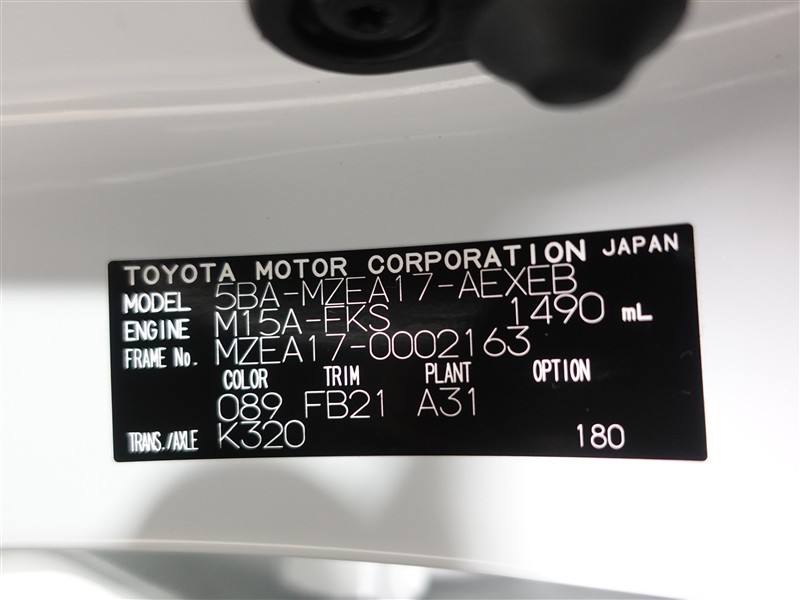 TOYOTA MOTOR CORPORATION JAPAN
MODEL 5BA-MZEA17-AEXEB
ENGINE M15A-FKS 1490 mL
FRAME No. MZEA17-0002163
COLOR TRIM PLANT OPTION
089 FB21 A31
TRANS./AXLE K320 180